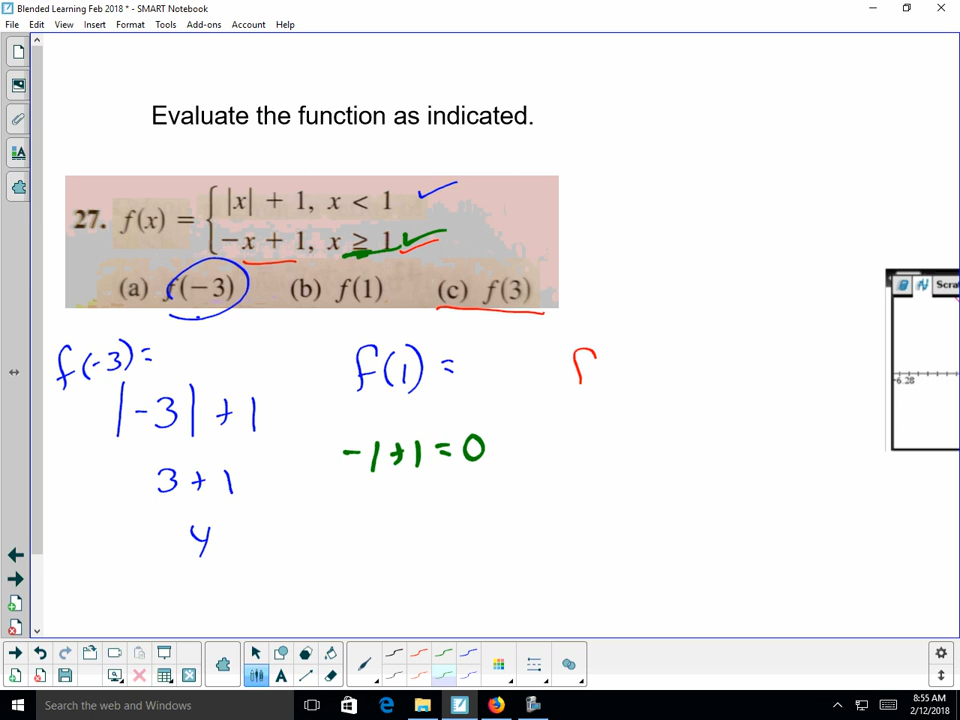 Blended Learning Feb 2018 * - SMART Notebook
File Edit View Insert Format Tools Add-ons Account Help
Evaluate the function as indicated.
27. f(x) = { |x| + 1, x < 1
−x + 1, x ≥ 1
(a) f(−3) (b) f(1) (c) f(3)
f(-3) =
|-3| + 1
3 + 1
4
f(1) =
-1+1=0
Scra
-6.28
Search the web and Windows
8:55 AM
2/12/2018